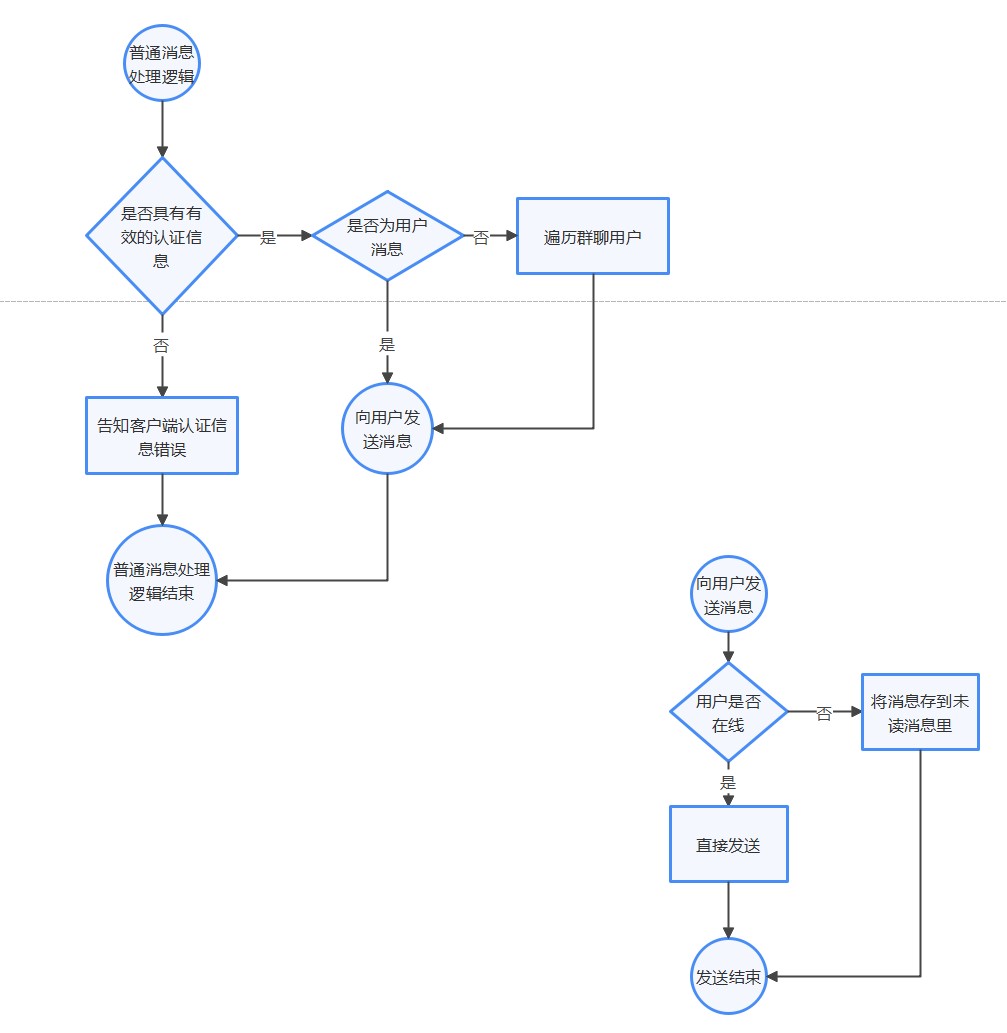 普通消息
处理逻辑
是否具有有
效的认证信
息
是
是否为用户
消息
否
遍历群聊用户
否
是
告知客户端认证信
息错误
向用户发
送消息
普通消息处理
逻辑结束
向用户发
送消息
用户是否
在线
否
将消息存到未
读消息里
是
直接发送
发送结束